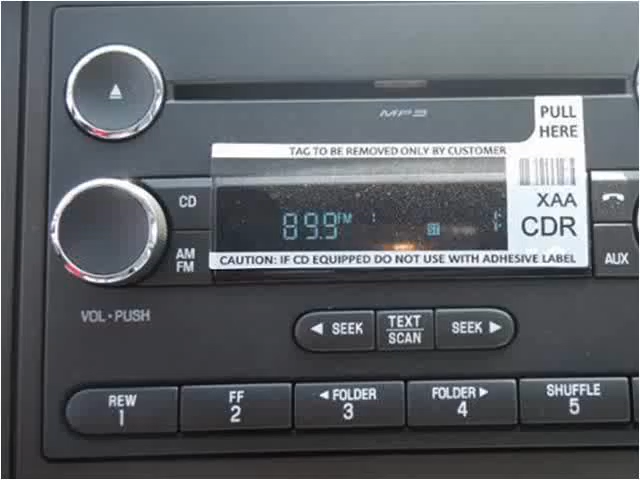 MP3
PULL
HERE
TAG TO BE REMOVED ONLY BY CUSTOMER
XAA
CDR
CD
89.9 FM 1
ST
AM
FM
CAUTION: IF CD EQUIPPED DO NOT USE WITH ADHESIVE LABEL
AUX
VOL • PUSH
◄ SEEK
TEXT
SCAN
SEEK ►
REW
1
FF
2
◄ FOLDER
3
FOLDER ►
4
SHUFFLE
5